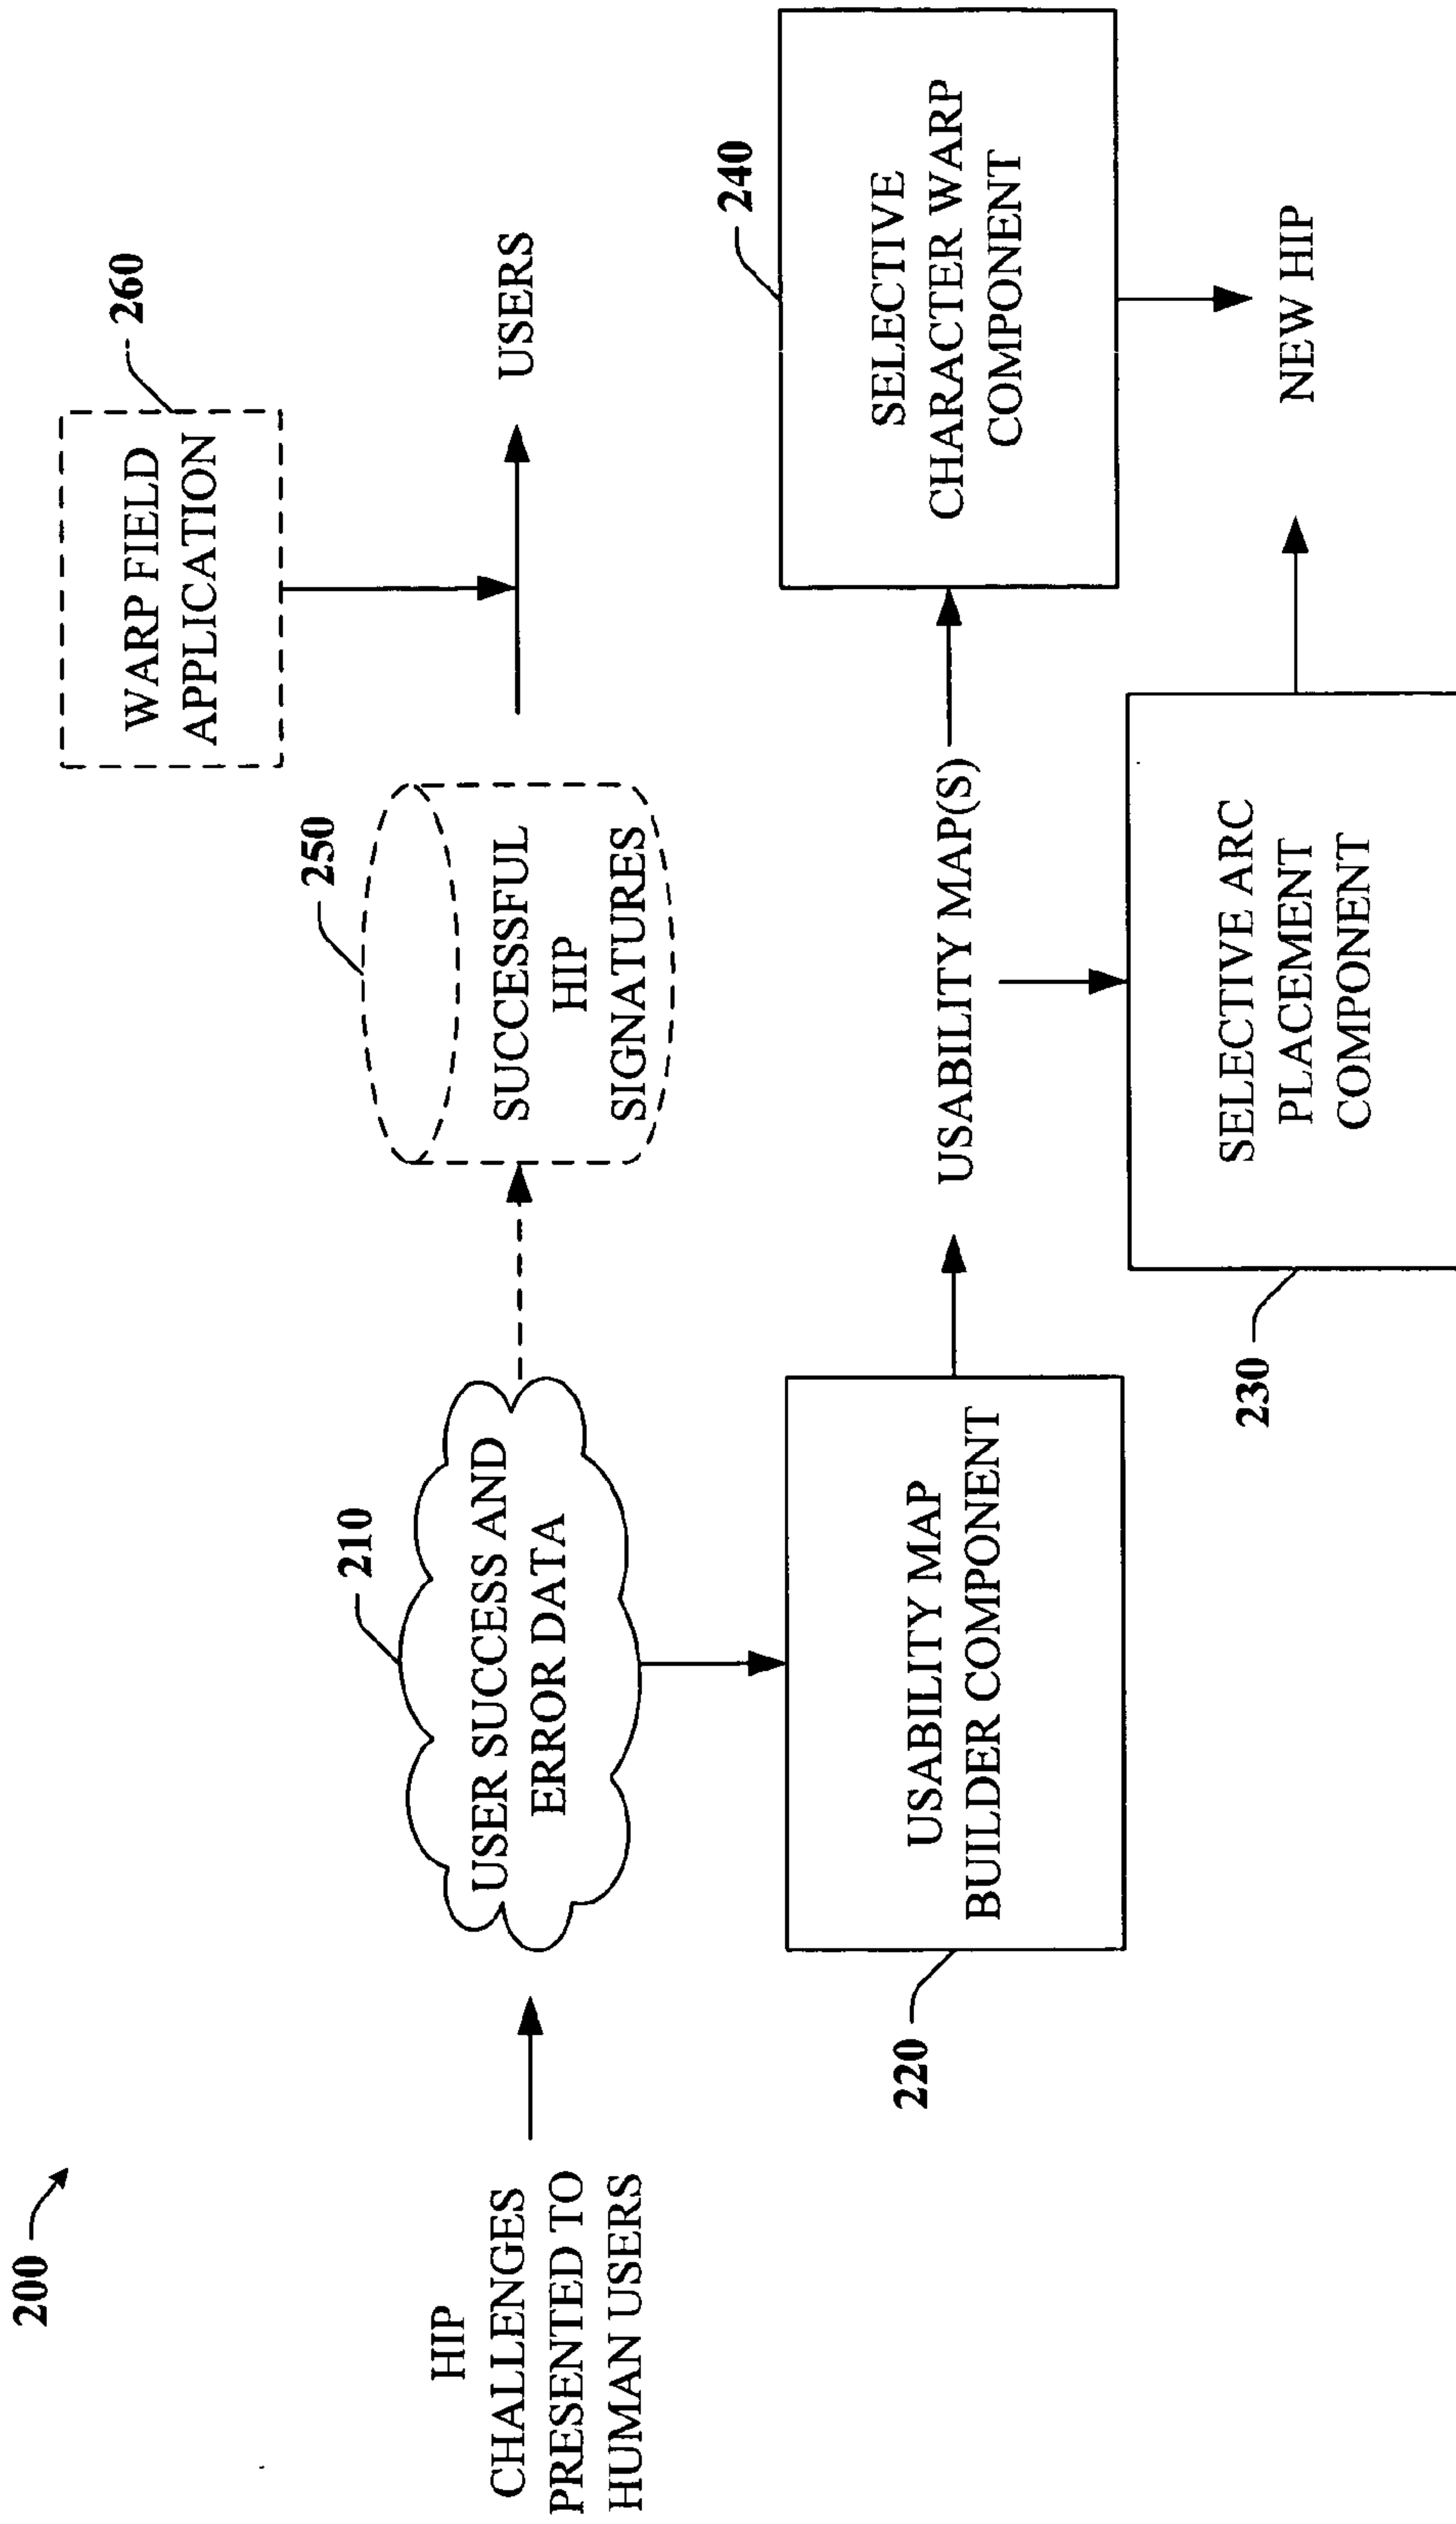 200
260
WARP FIELD
APPLICATION
250
SUCCESSFUL
HIP
SIGNATURES
USERS
210
USER SUCCESS AND
ERROR DATA
HIP
CHALLENGES
PRESENTED TO
HUMAN USERS
240
SELECTIVE
CHARACTER WARP
COMPONENT
USABILITY MAP(S)
220
USABILITY MAP
BUILDER COMPONENT
NEW HIP
230
SELECTIVE ARC
PLACEMENT
COMPONENT